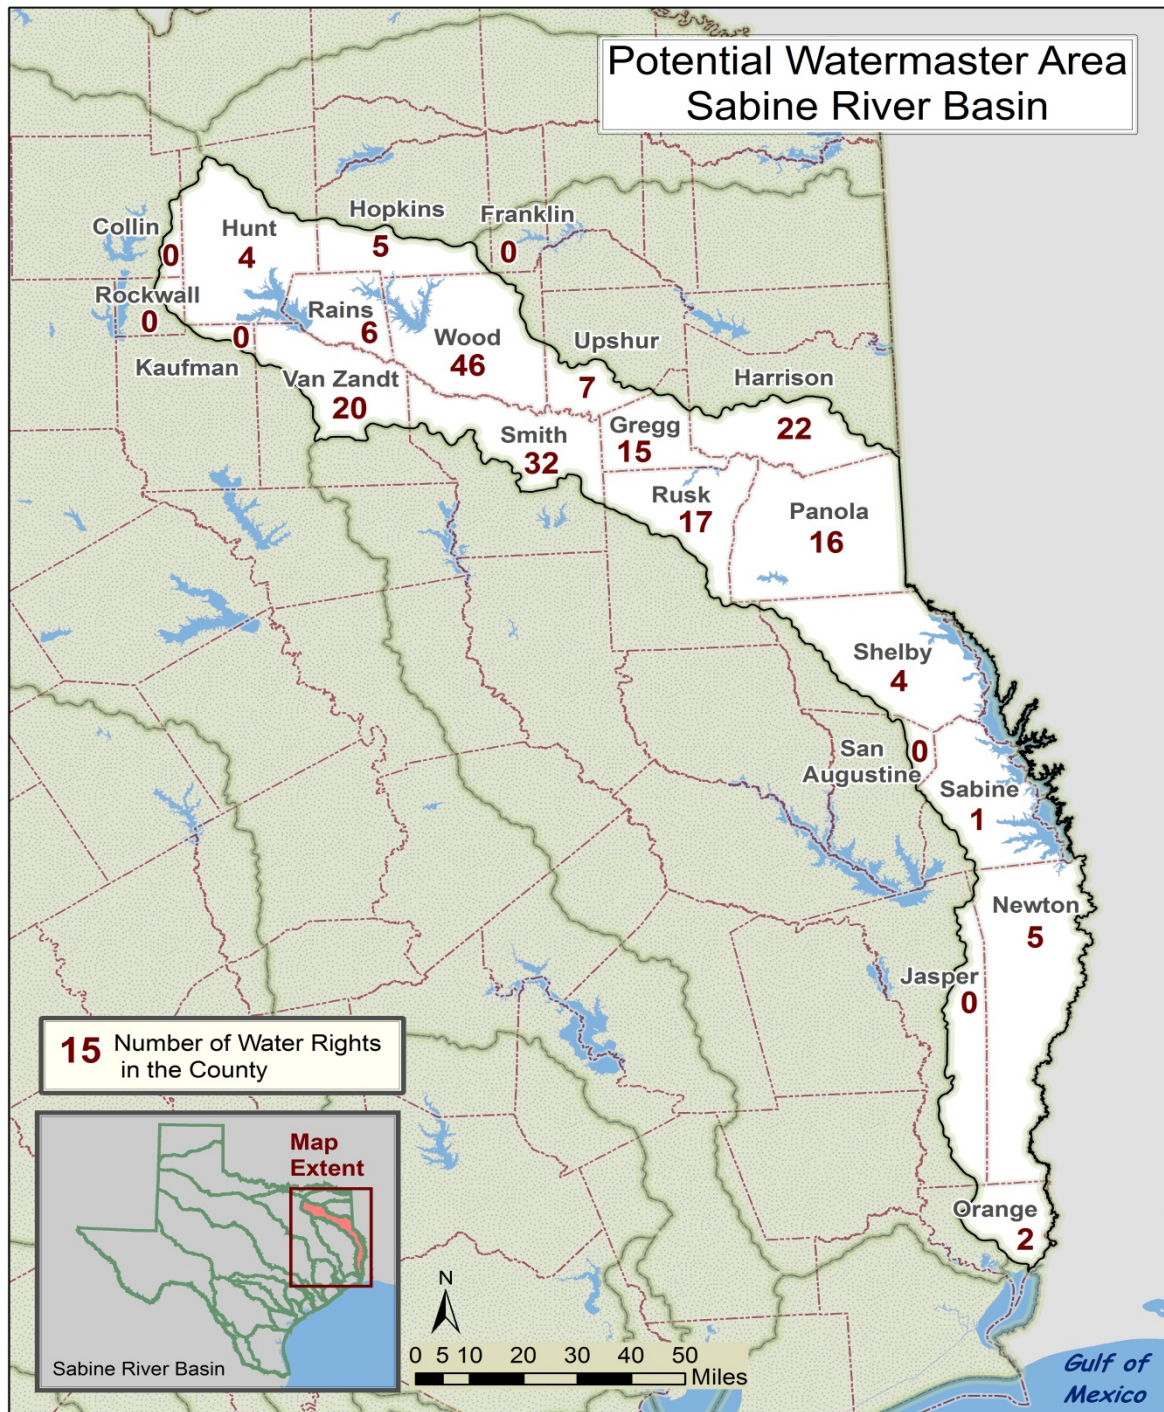 Potential Watermaster Area
Sabine River Basin
Collin
0
Hunt
4
Hopkins
5
Franklin
0
Rockwall
0
Kaufman
0
Rains
6
Wood
46
Van Zandt
20
Upshur
7
Harrison
22
Smith
32
Gregg
15
Rusk
17
Panola
16
Shelby
4
San
Augustine
0
Sabine
1
Newton
5
Jasper
0
Orange
2
15 Number of Water Rights
in the County
Map
Extent
Sabine River Basin
N
0 5 10 20 30 40 50
Miles
Gulf of
Mexico